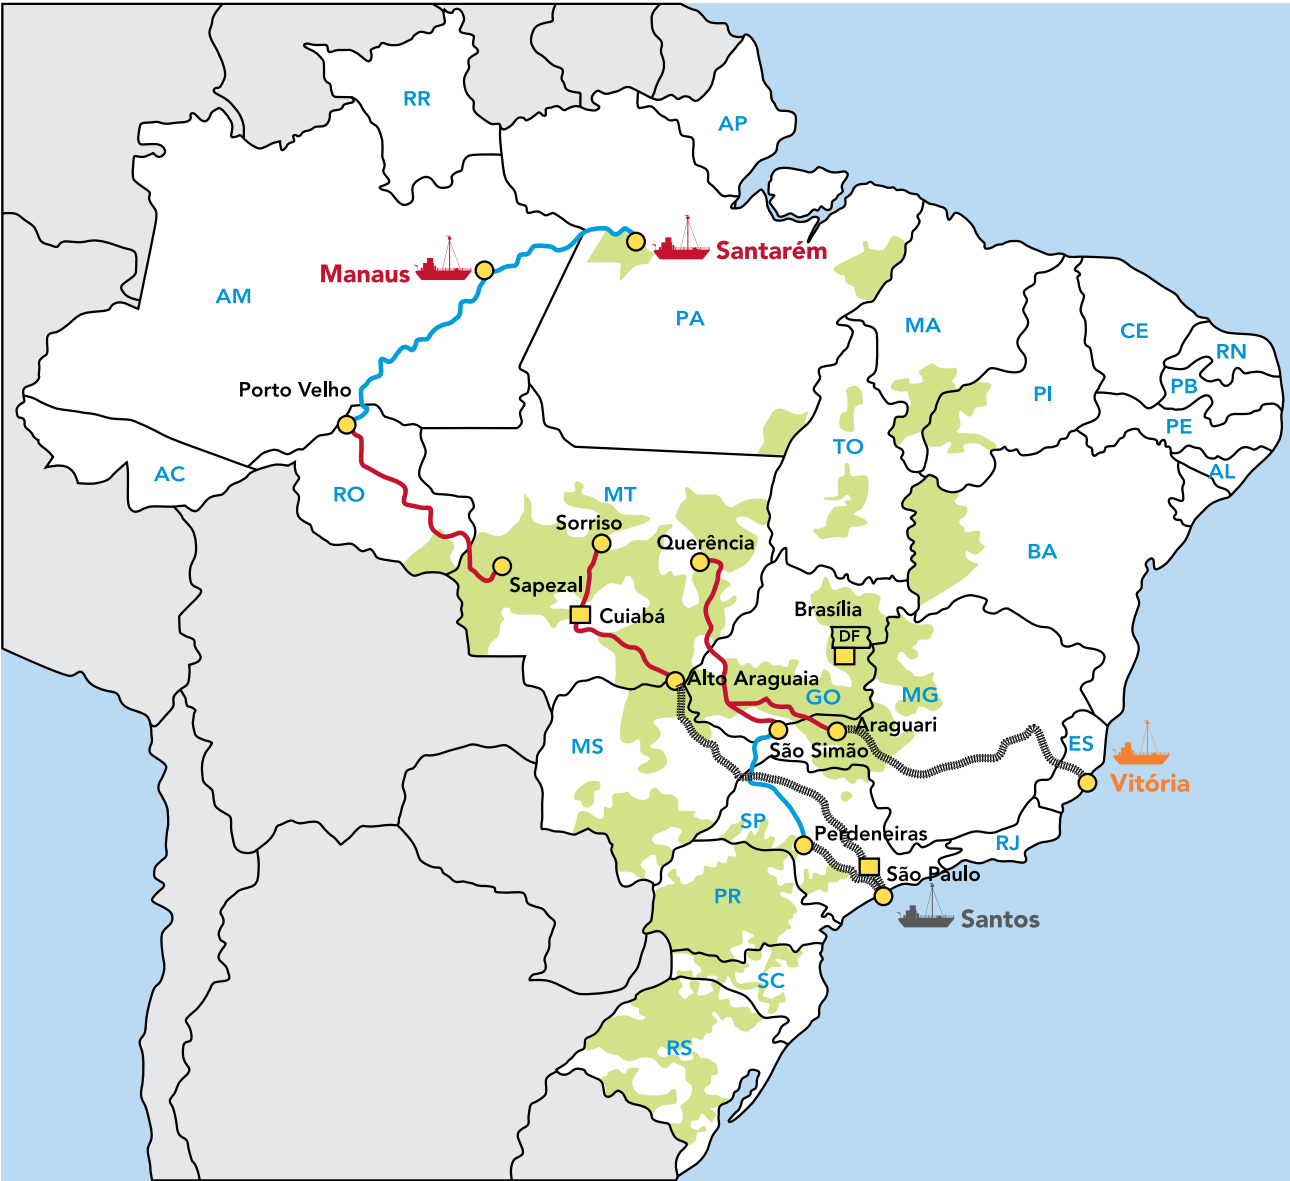 RR
AP
Santarém
Manaus
AM
PA
MA
CE
RN
PB
PI
PE
Porto Velho
TO
AL
AC
RO
MT
Sorriso
Querência
BA
Sapezal
Brasília
Cuiabá
DF
Alto Araguaia
GO
MG
Araguari
MS
São Simão
ES
Vitória
SP
Perdeneiras
RJ
São Paulo
PR
Santos
SC
RS